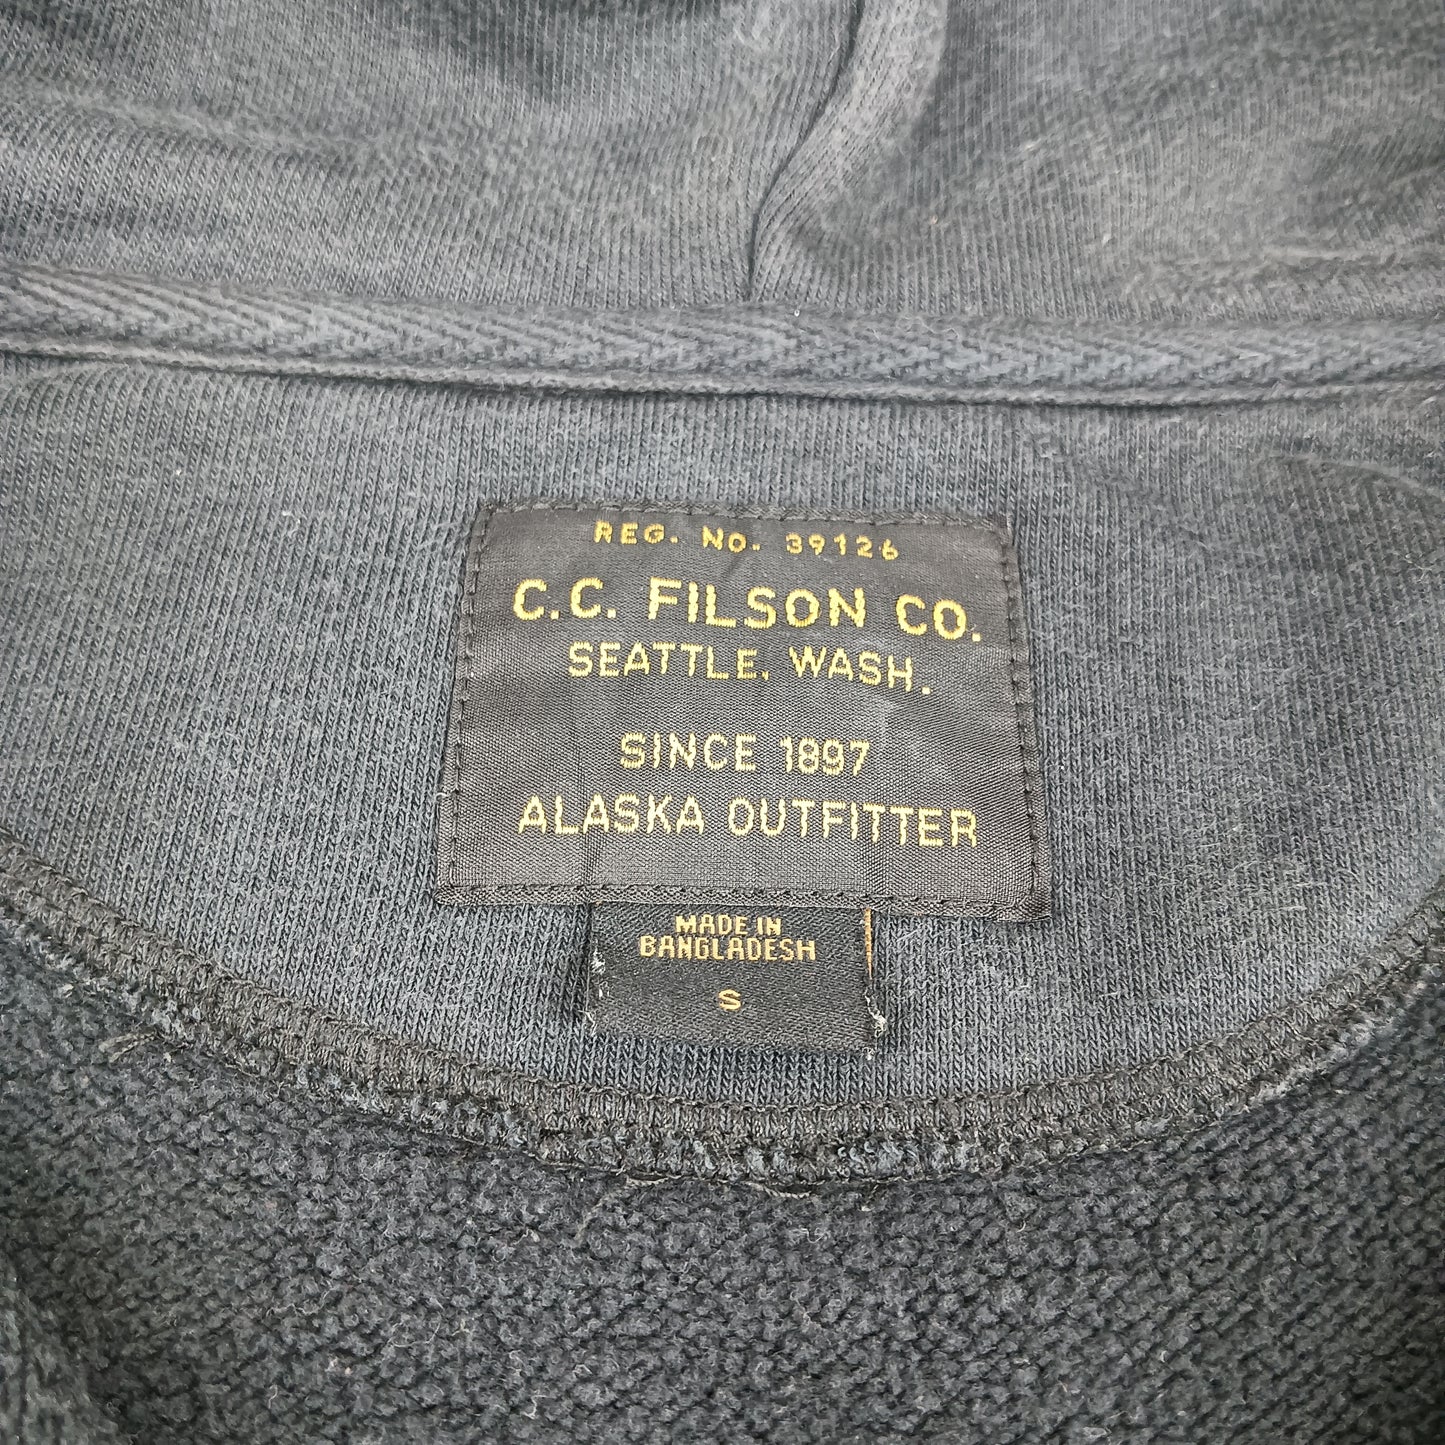 REG. NO. 39126
C.C. FILSON CO.
SEATTLE, WASH.
SINCE 1897
ALASKA OUTFITTER
MADE IN
BANGLADESH
S